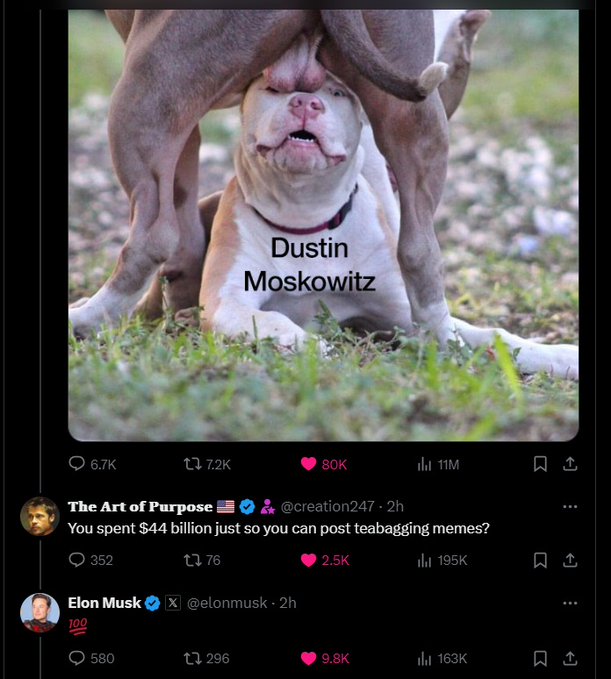 Dustin
Moskowitz
6.7K 7.2K 80K 11M
The Art of Purpose 🇺🇸 @creation247 · 2h
You spent $44 billion just so you can post teabagging memes?
352 76 2.5K 195K
Elon Musk X @elonmusk · 2h
💯
580 296 9.8K 163K